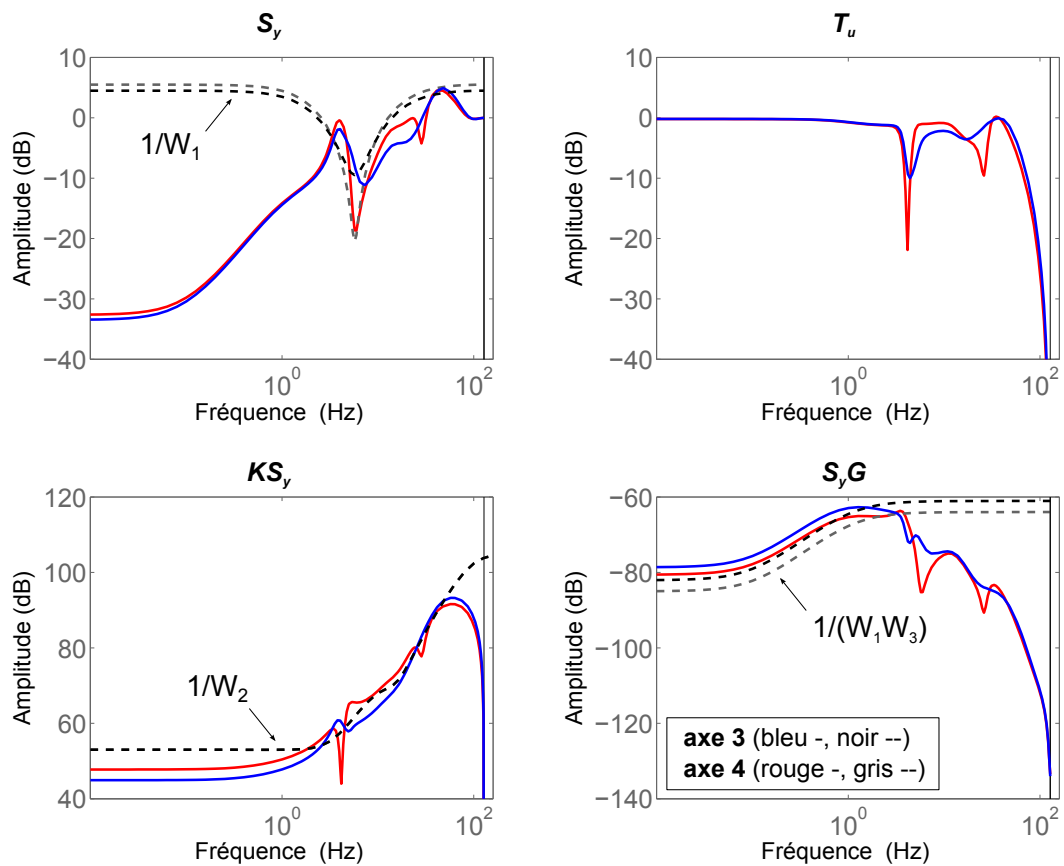 S_y
10
0
−10
−20
−30
−40
10^0
10^2
Amplitude (dB)
Fréquence (Hz)
1/W_1
T_u
10
0
−10
−20
−30
−40
10^0
10^2
Amplitude (dB)
Fréquence (Hz)
KS_y
120
100
80
60
40
10^0
10^2
Amplitude (dB)
Fréquence (Hz)
1/W_2
S_yG
−60
−80
−100
−120
−140
10^0
10^2
Amplitude (dB)
Fréquence (Hz)
1/(W_1W_3)
axe 3 (bleu -, noir --)
axe 4 (rouge -, gris --)